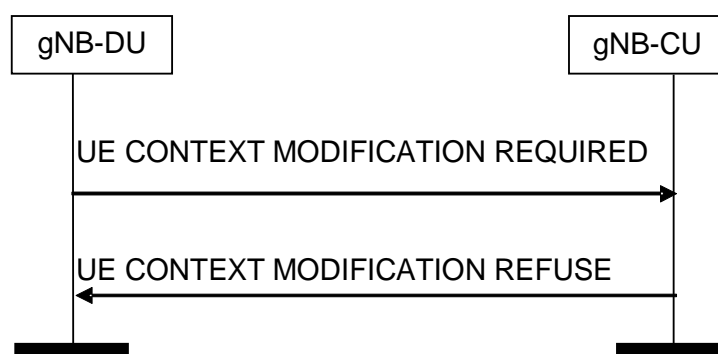 gNB-DU
gNB-CU
UE CONTEXT MODIFICATION REQUIRED
UE CONTEXT MODIFICATION REFUSE